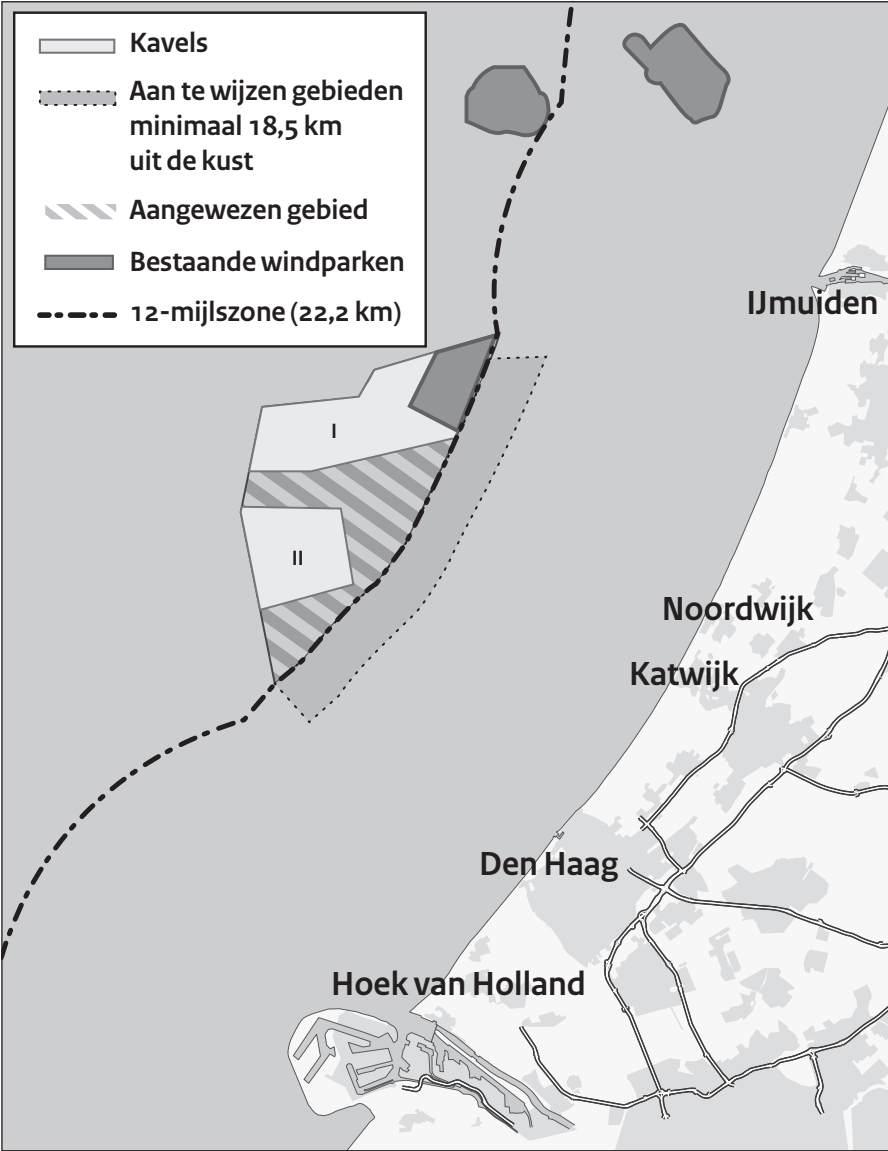 Kavels
Aan te wijzen gebieden
minimaal 18,5 km
uit de kust
Aangewezen gebied
Bestaande windparken
12-mijlszone (22,2 km)
IJmuiden
I
II
Noordwijk
Katwijk
Den Haag
Hoek van Holland